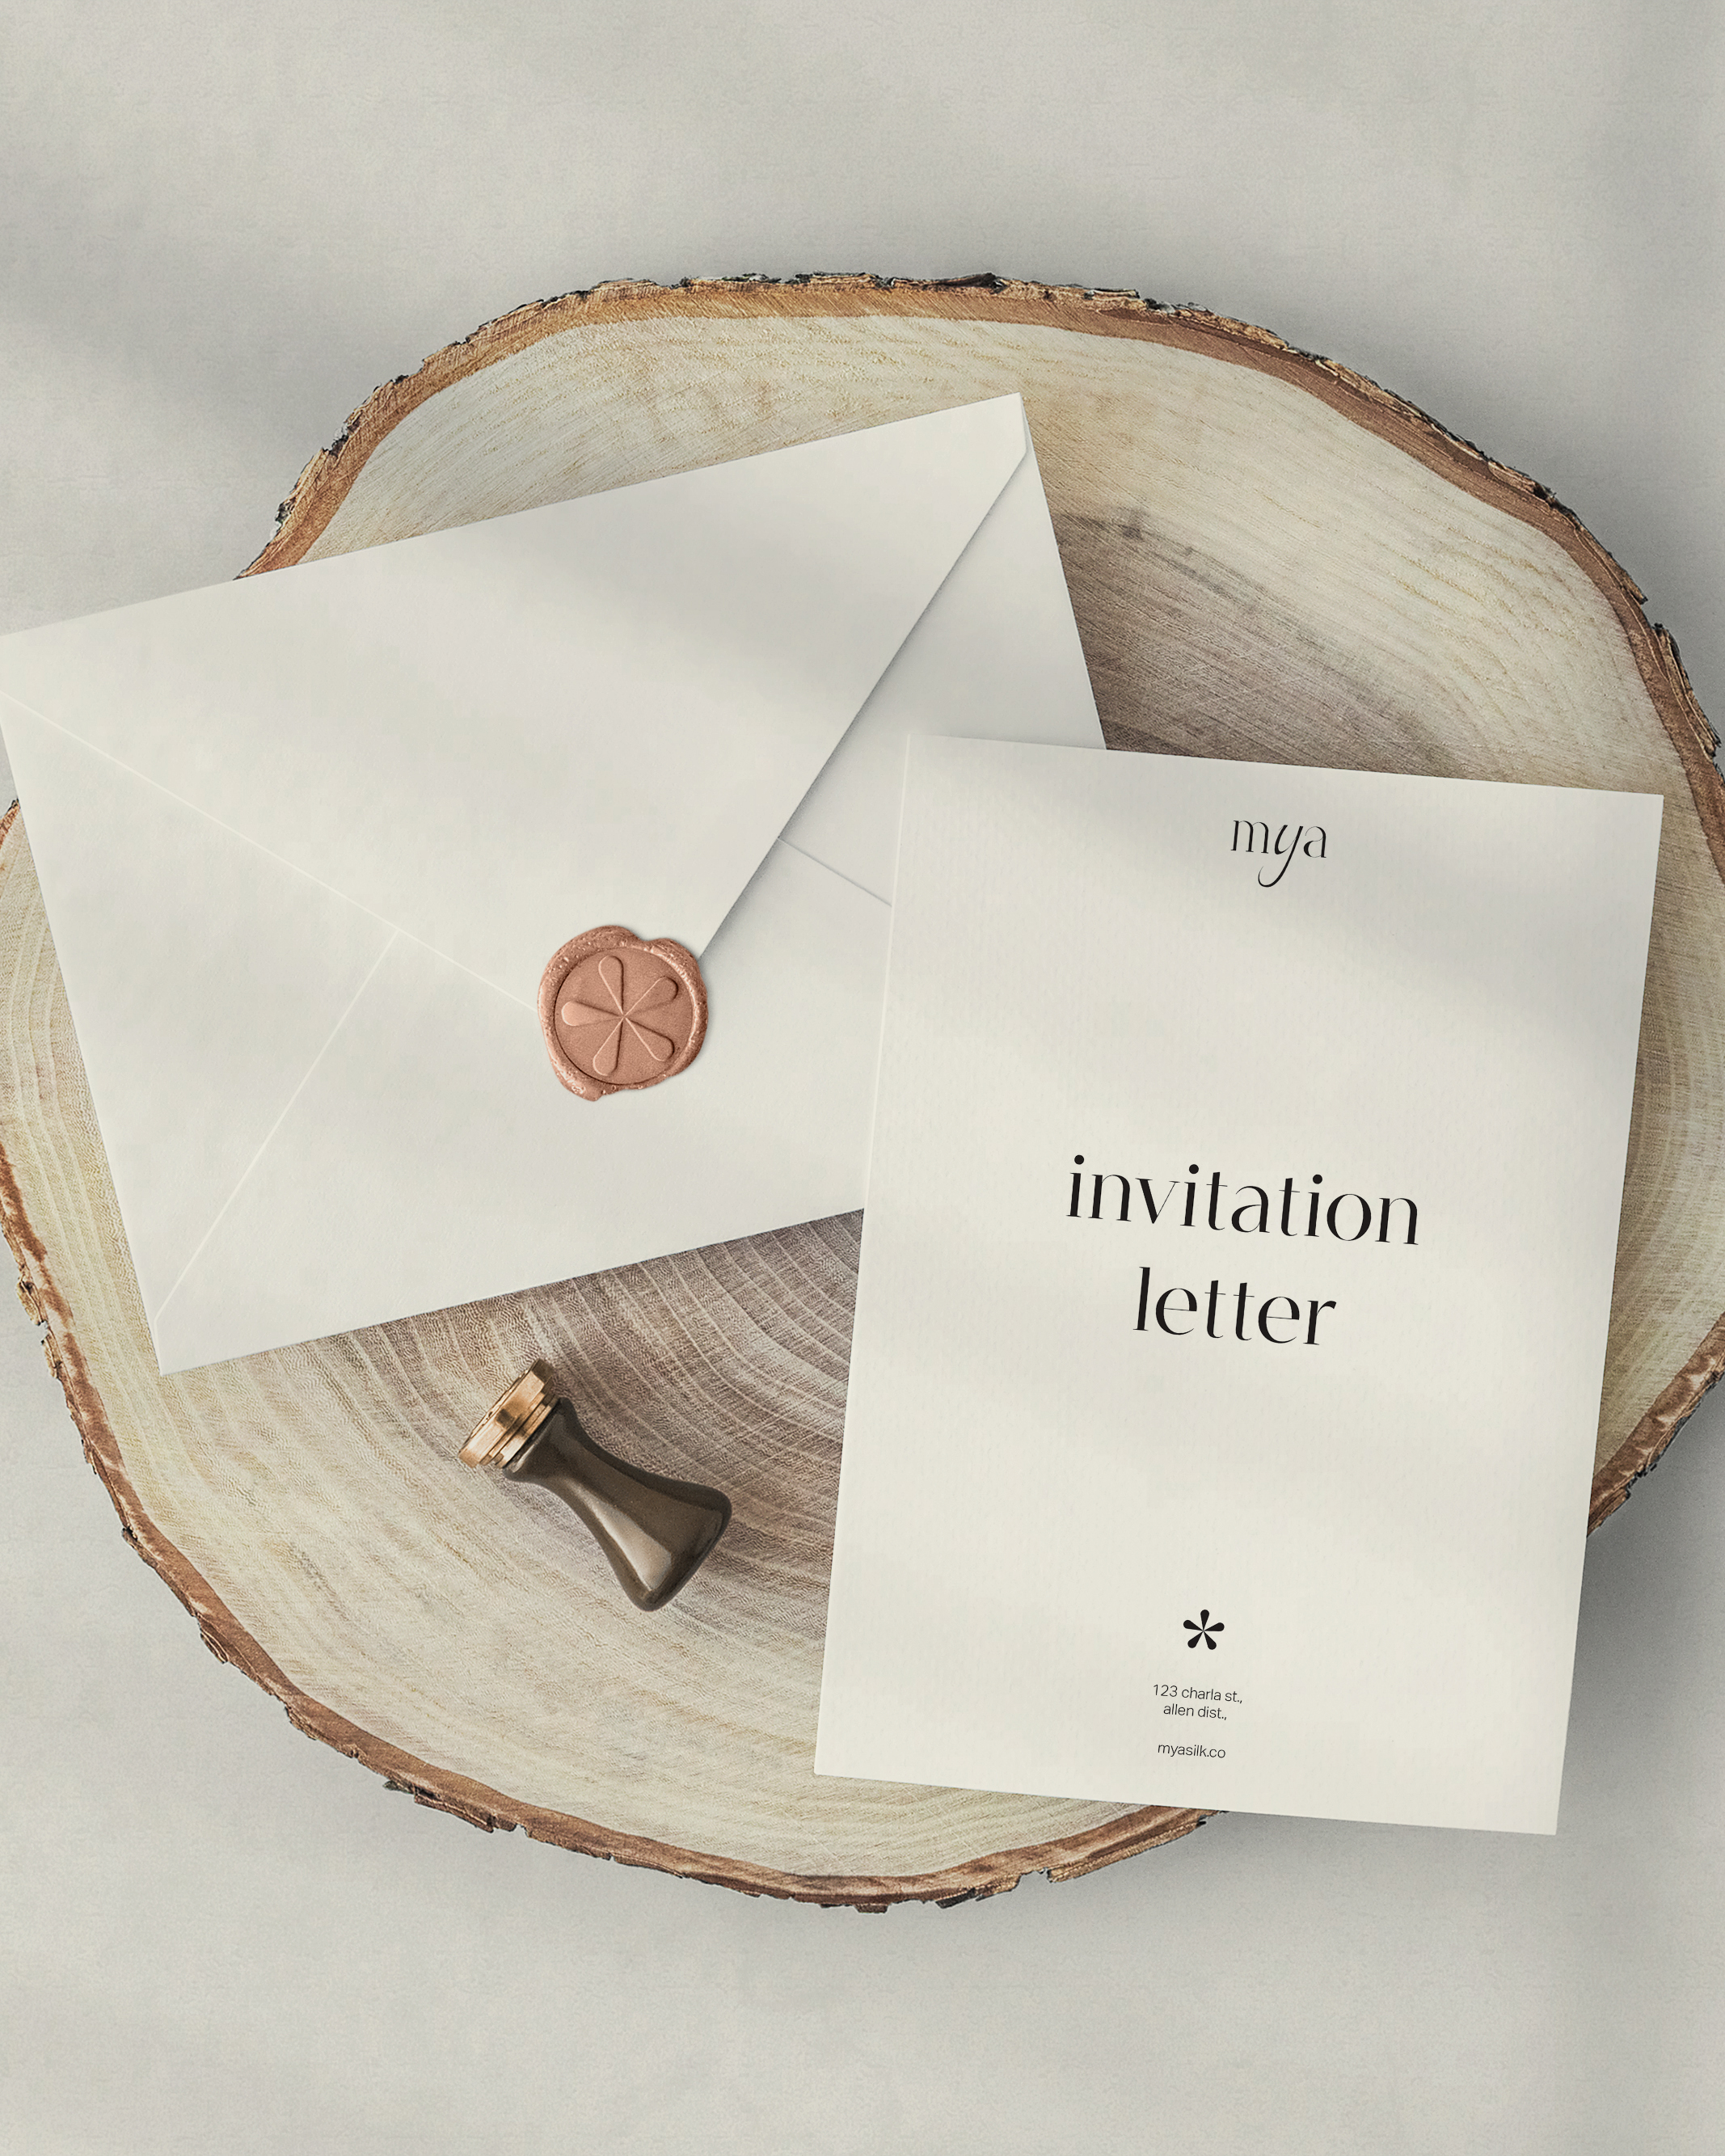 mya
invitation
letter
123 charla st.,
allen dist.,
myasilk.co